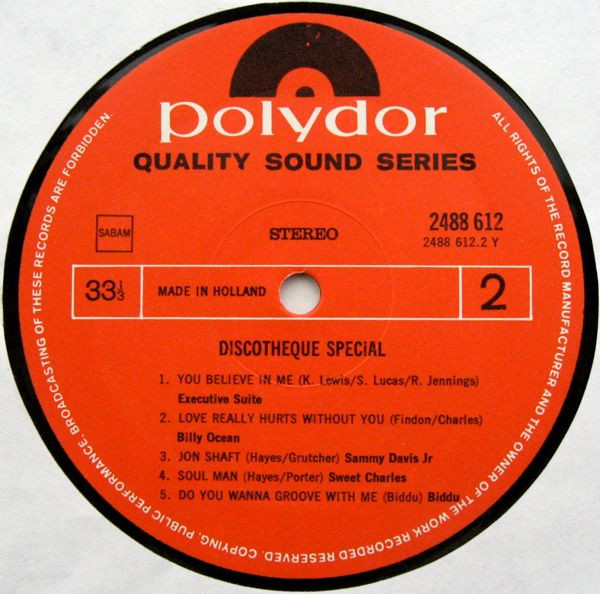 polydor
QUALITY SOUND SERIES
SABAM
STEREO
2488 612
2488 612.2 Y
33 1/3
MADE IN HOLLAND
2
DISCOTHEQUE SPECiAL
1. YOU BELIEVE IN ME (K. Lewis/S. Lucas/R. Jennings)
Executive Suite
2. LOVE REALLY HURTS WITHOUT YOU (Findon/Charles)
Billy Ocean
3. JON SHAFT (Hayes/Grutcher) Sammy Davis Jr
4. SOUL MAN (Hayes/Porter) Sweet Charles
5. DO YOU WANNA GROOVE WITH ME (Biddu) Biddu
ALL RIGHTS OF THE RECORD MANUFACTURER AND THE OWNER OF THE WORK RECORDED RESERVED. COPYING, PUBLIC PERFORMANCE, BROADCASTING OF THESE RECORDS ARE FORBIDDEN.